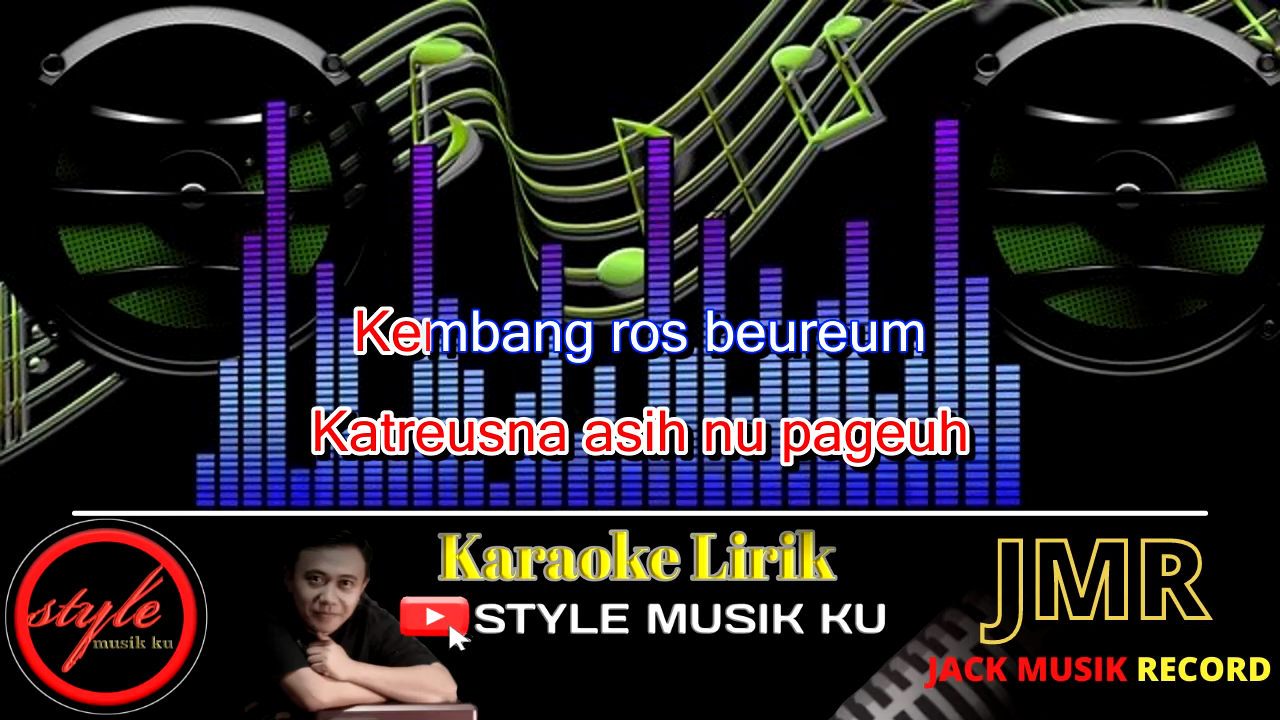 Kembang ros beureum
Katreusna asih nu pageuh
style
musik ku
Karaoke Lirik
STYLE MUSIK KU
JMR
JACK MUSIK RECORD